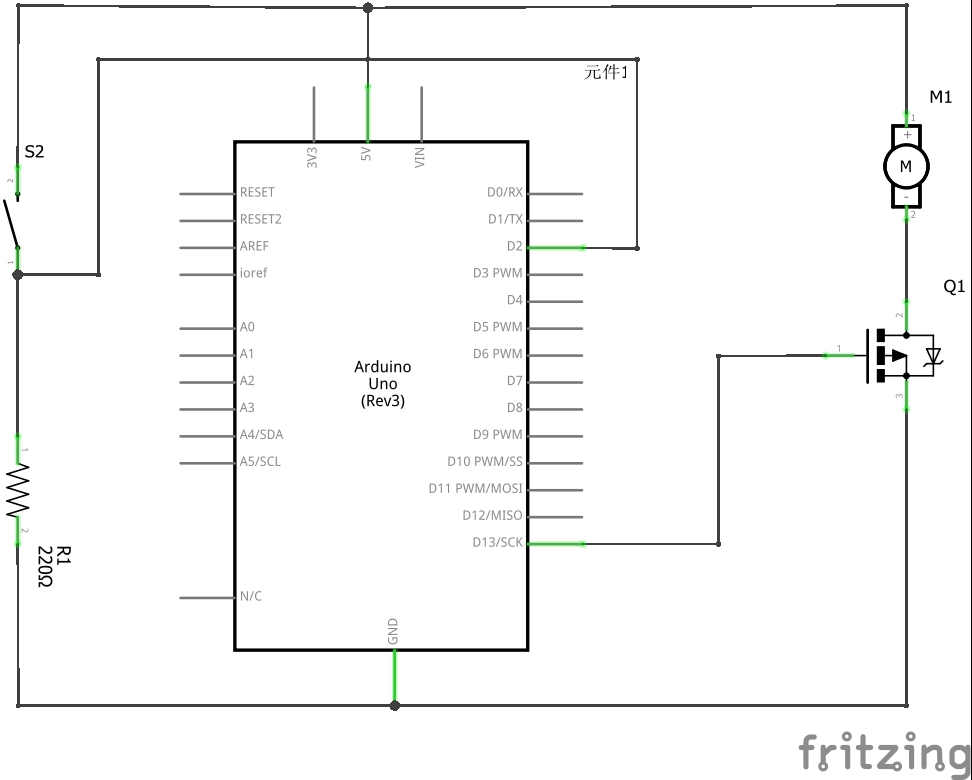 元件1
M1
1
+
M
-
2
S2
2
1
3V3
5V
VIN
RESET
RESET2
AREF
ioref
A0
A1
A2
A3
A4/SDA
A5/SCL
N/C
D0/RX
D1/TX
D2
D3 PWM
D4
D5 PWM
D6 PWM
D7
D8
D9 PWM
D10 PWM/SS
D11 PWM/MOSI
D12/MISO
D13/SCK
Arduino
Uno
(Rev3)
GND
Q1
2
1
3
1
2
R1
220Ω
fritzing